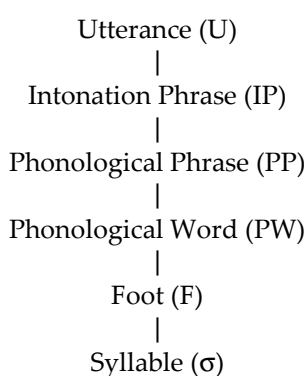 Utterance (U)
Intonation Phrase (IP)
Phonological Phrase (PP)
Phonological Word (PW)
Foot (F)
Syllable (σ)